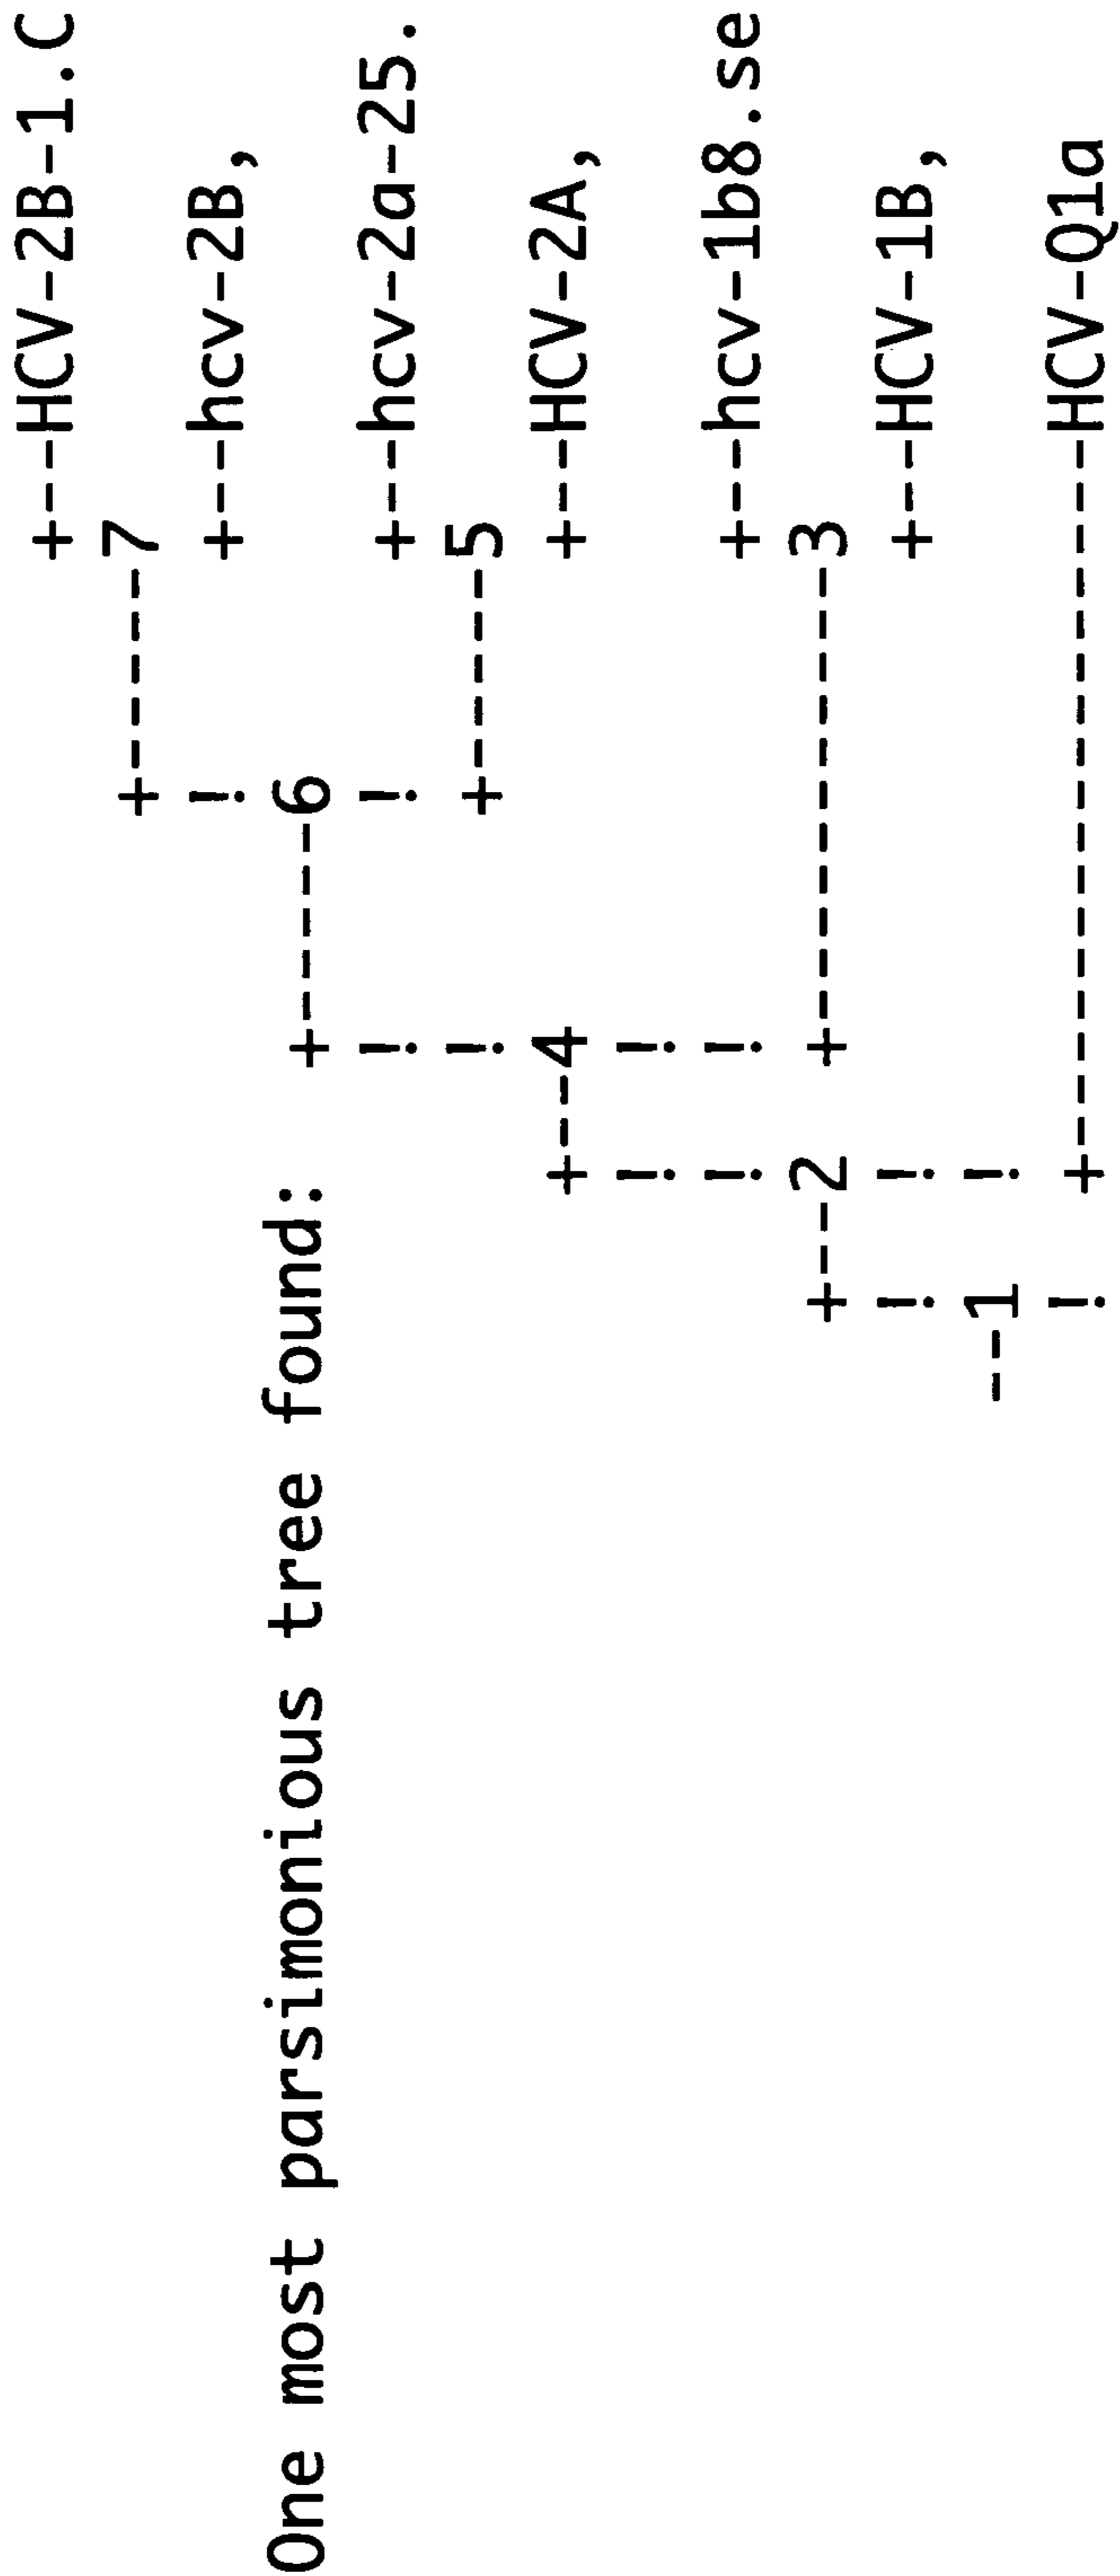 +--HCV-2B-1.C
+-----7
! +--hcv-2B,
One most parsimonious tree found: +-----6
! ! +--hcv-2a-25.
! +-----5
+--4 +--HCV-2A,
! !
! ! +--hcv-1b8.se
+--2 +-----------3
! ! +--HCV-1B,
--1 !
! +-----------------HCV-Q1a